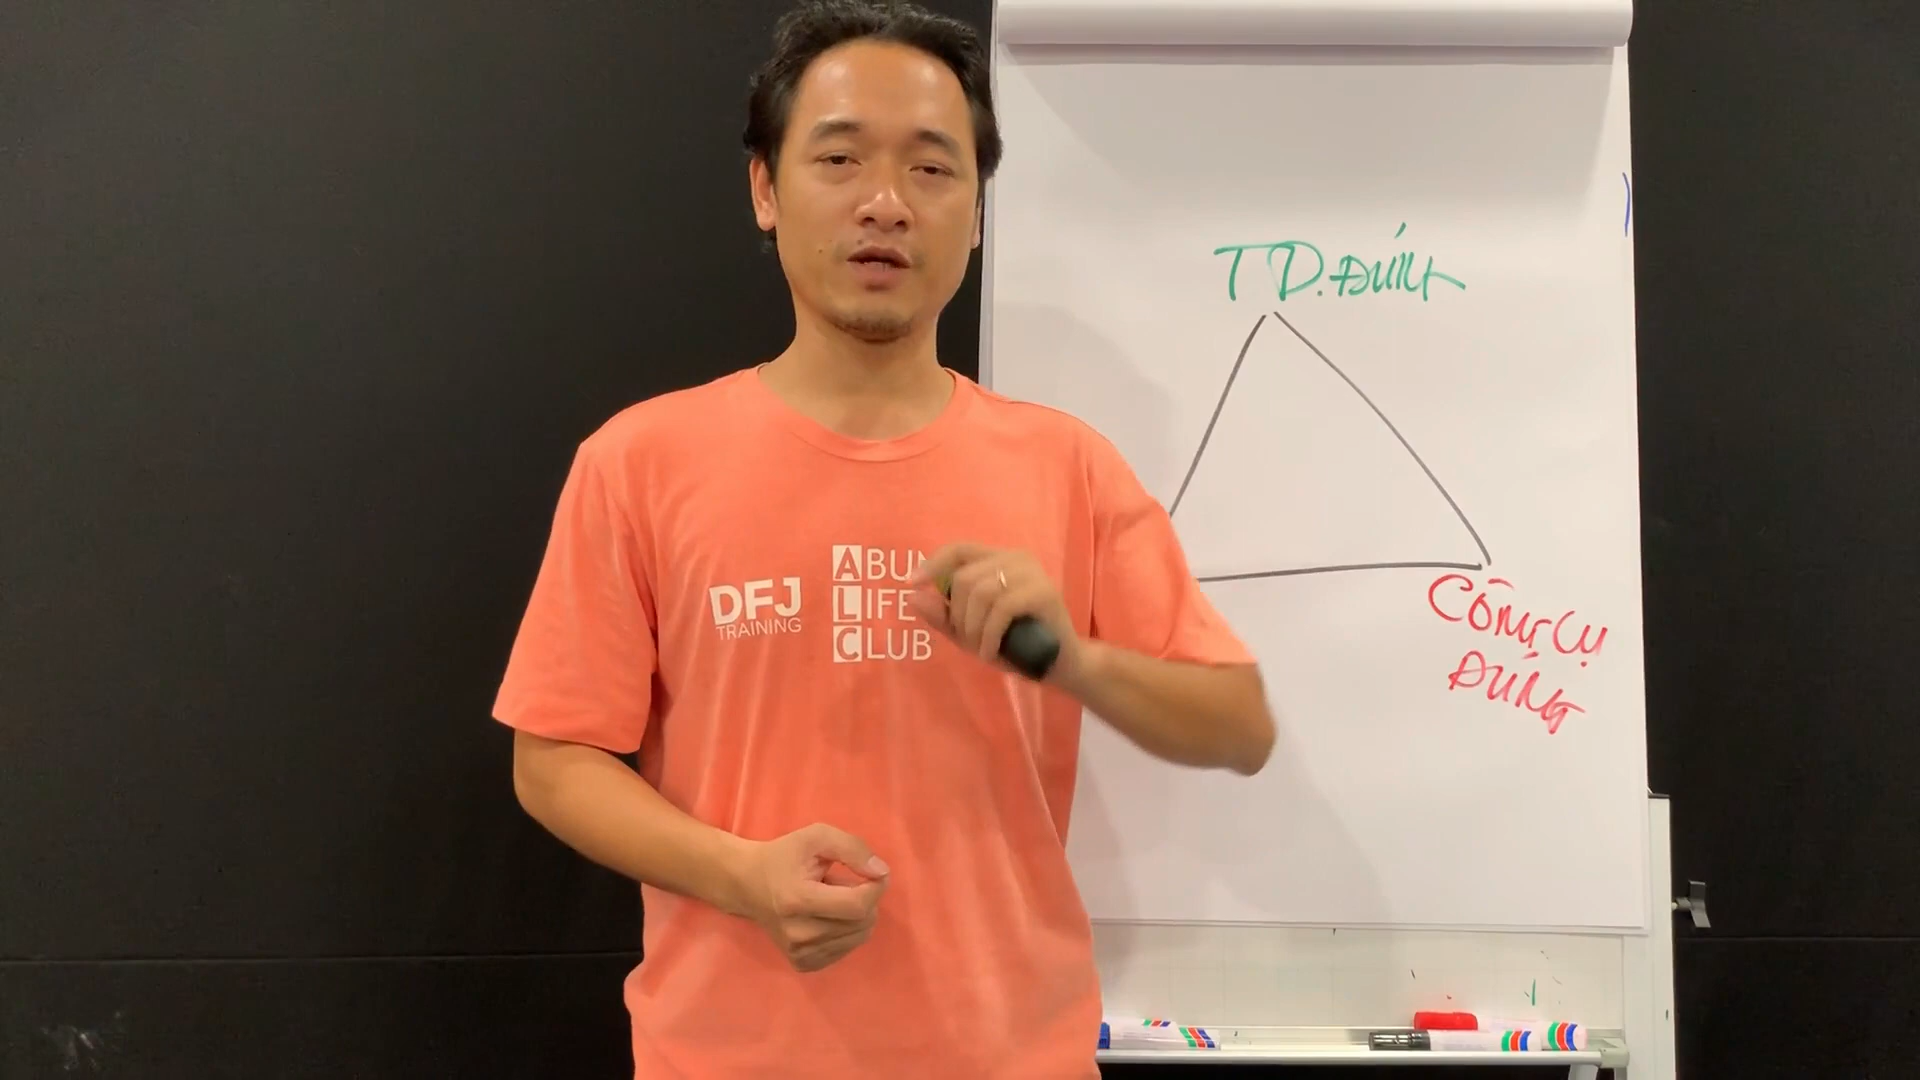 T D. ĐÚNG
CÔNG CỤ
ĐÚNG
DFJ
TRAINING
ABUN
LIFE
CLUB